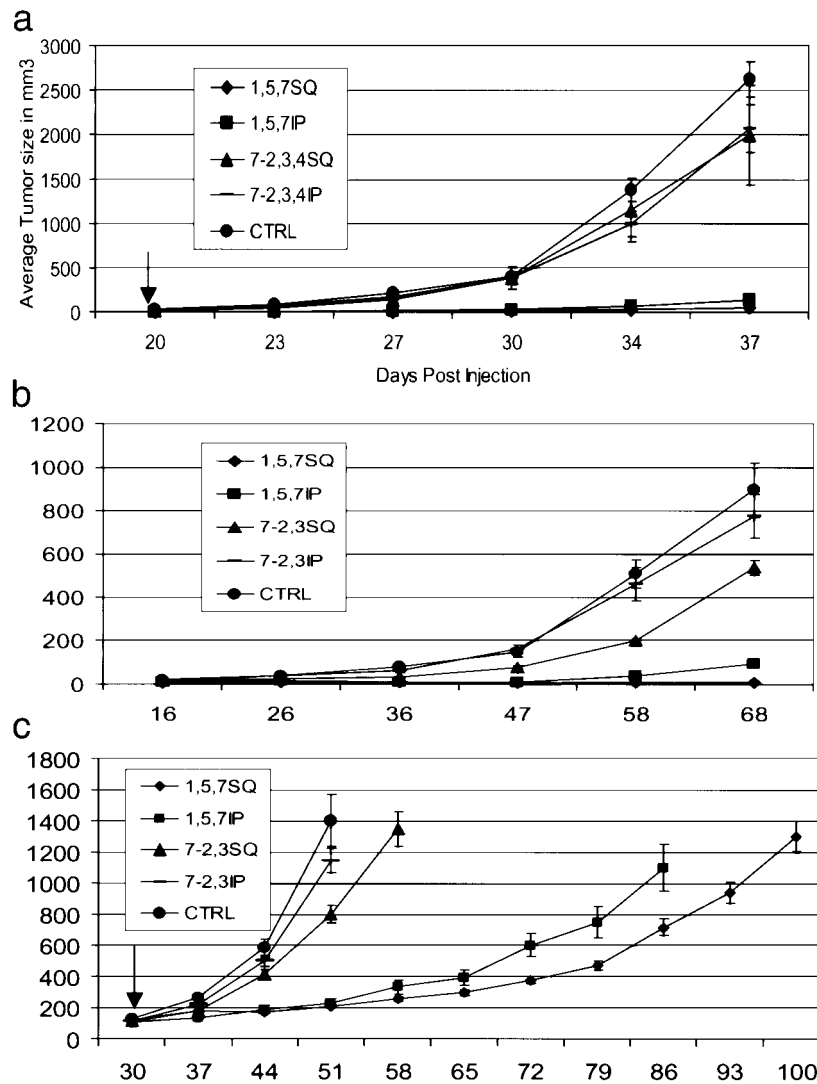 a
Average Tumor size in mm3
3000
2500
2000
1500
1000
500
0
1,5,7SQ
1,5,7IP
7-2,3,4SQ
7-2,3,4IP
CTRL
20 23 27 30 34 37
Days Post Injection
b
1200
1000
800
600
400
200
0
1,5,7SQ
1,5,7IP
7-2,3SQ
7-2,3IP
CTRL
16 26 36 47 58 68
c
1800
1600
1400
1200
1000
800
600
400
200
0
1,5,7SQ
1,5,7IP
7-2,3SQ
7-2,3IP
CTRL
30 37 44 51 58 65 72 79 86 93 100